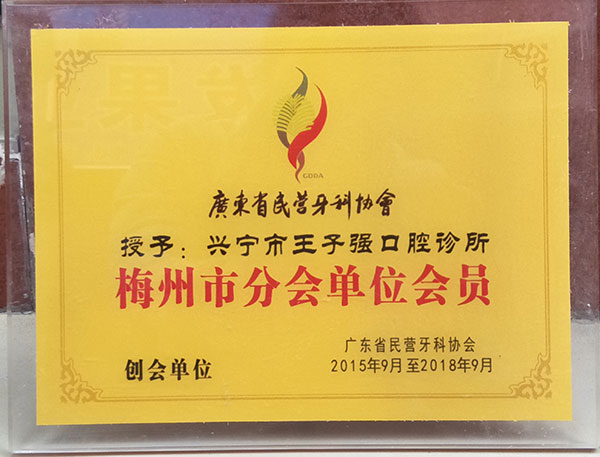 GDDA
廣東省民营牙科协會
授予：兴宁市王子强口腔诊所
梅州市分会单位会员
广东省民营牙科协会
创会单位
2015年9月至2018年9月